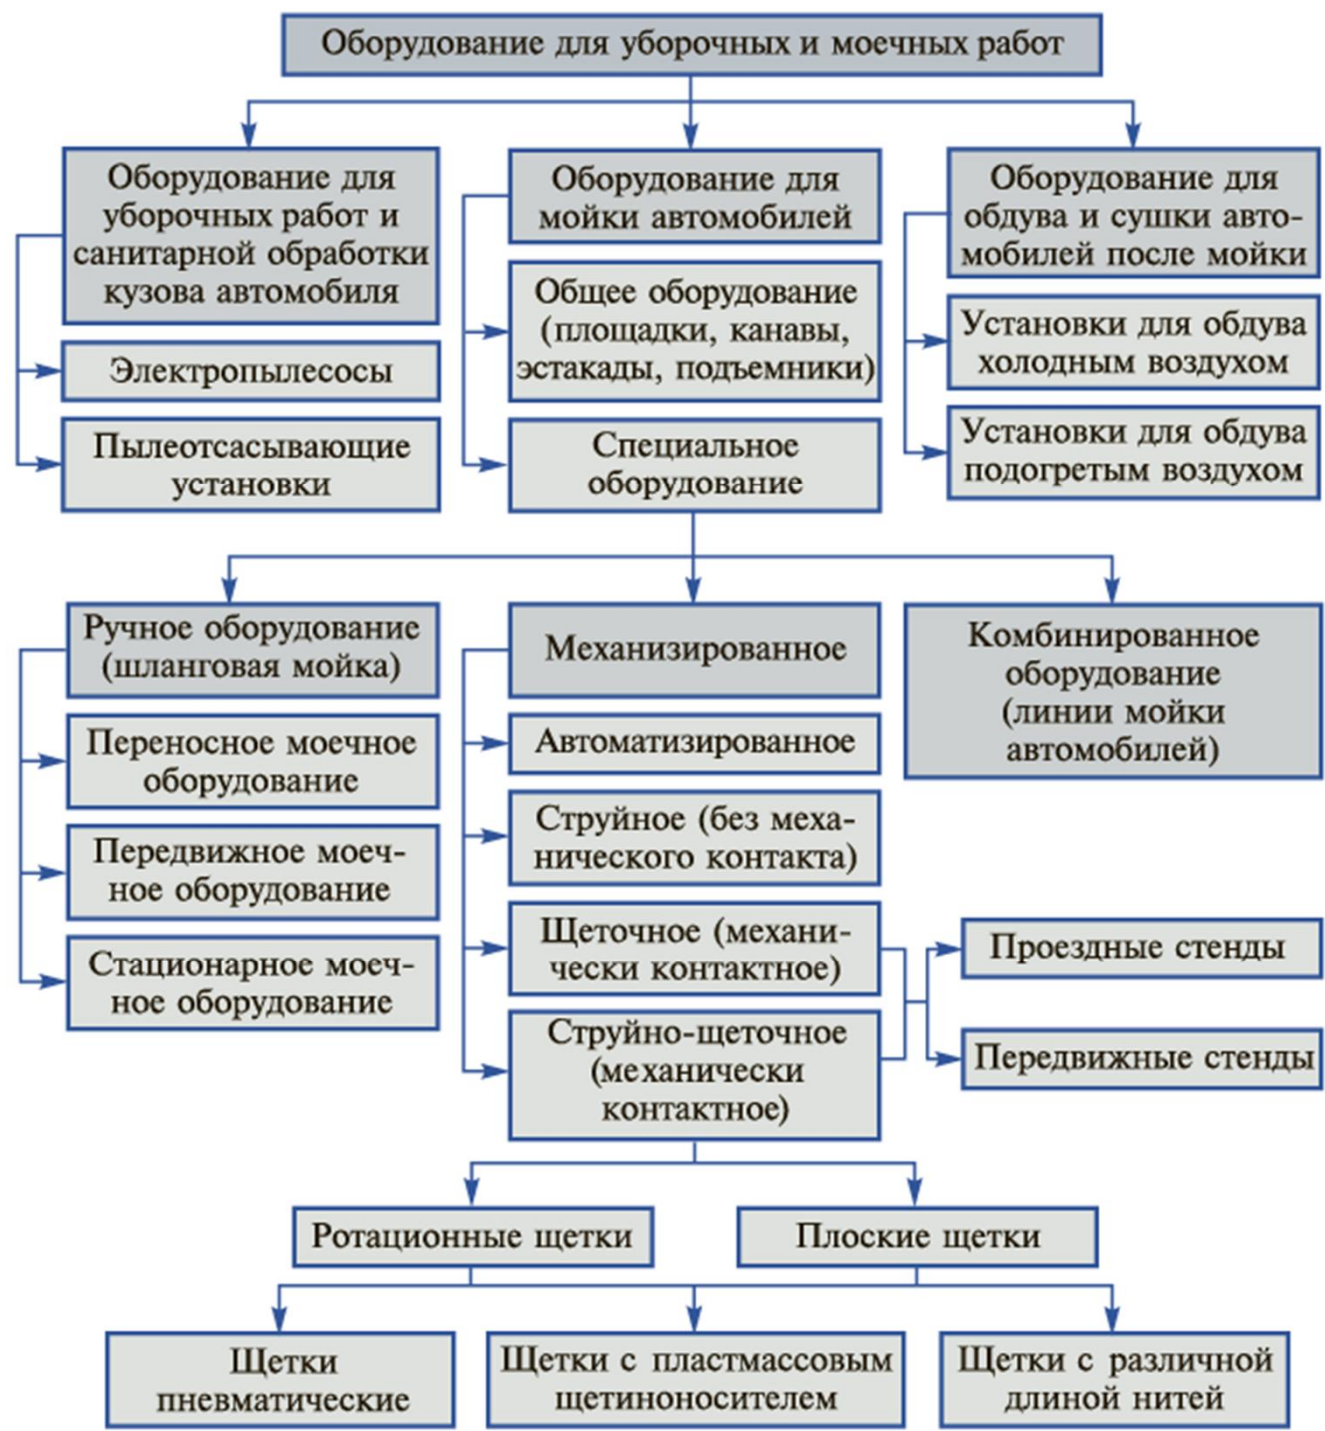 Оборудование для уборочных и моечных работ
Оборудование для
уборочных работ и
санитарной обработки
кузова автомобиля
Электропылесосы
Пылеотсасывающие
установки
Оборудование для
мойки автомобилей
Общее оборудование
(площадки, канавы,
эстакады, подъемники)
Специальное
оборудование
Оборудование для
обдува и сушки авто-
мобилей после мойки
Установки для обдува
холодным воздухом
Установки для обдува
подогретым воздухом
Ручное оборудование
(шланговая мойка)
Переносное моечное
оборудование
Передвижное моеч-
ное оборудование
Стационарное моеч-
ное оборудование
Механизированное
Автоматизированное
Струйное (без меха-
нического контакта)
Щеточное (механи-
чески контактное)
Струйно-щеточное
(механически
контактное)
Комбинированное
оборудование
(линии мойки
автомобилей)
Проездные стенды
Передвижные стенды
Ротационные щетки
Плоские щетки
Щетки
пневматические
Щетки с пластмассовым
щетиноносителем
Щетки с различной
длиной нитей